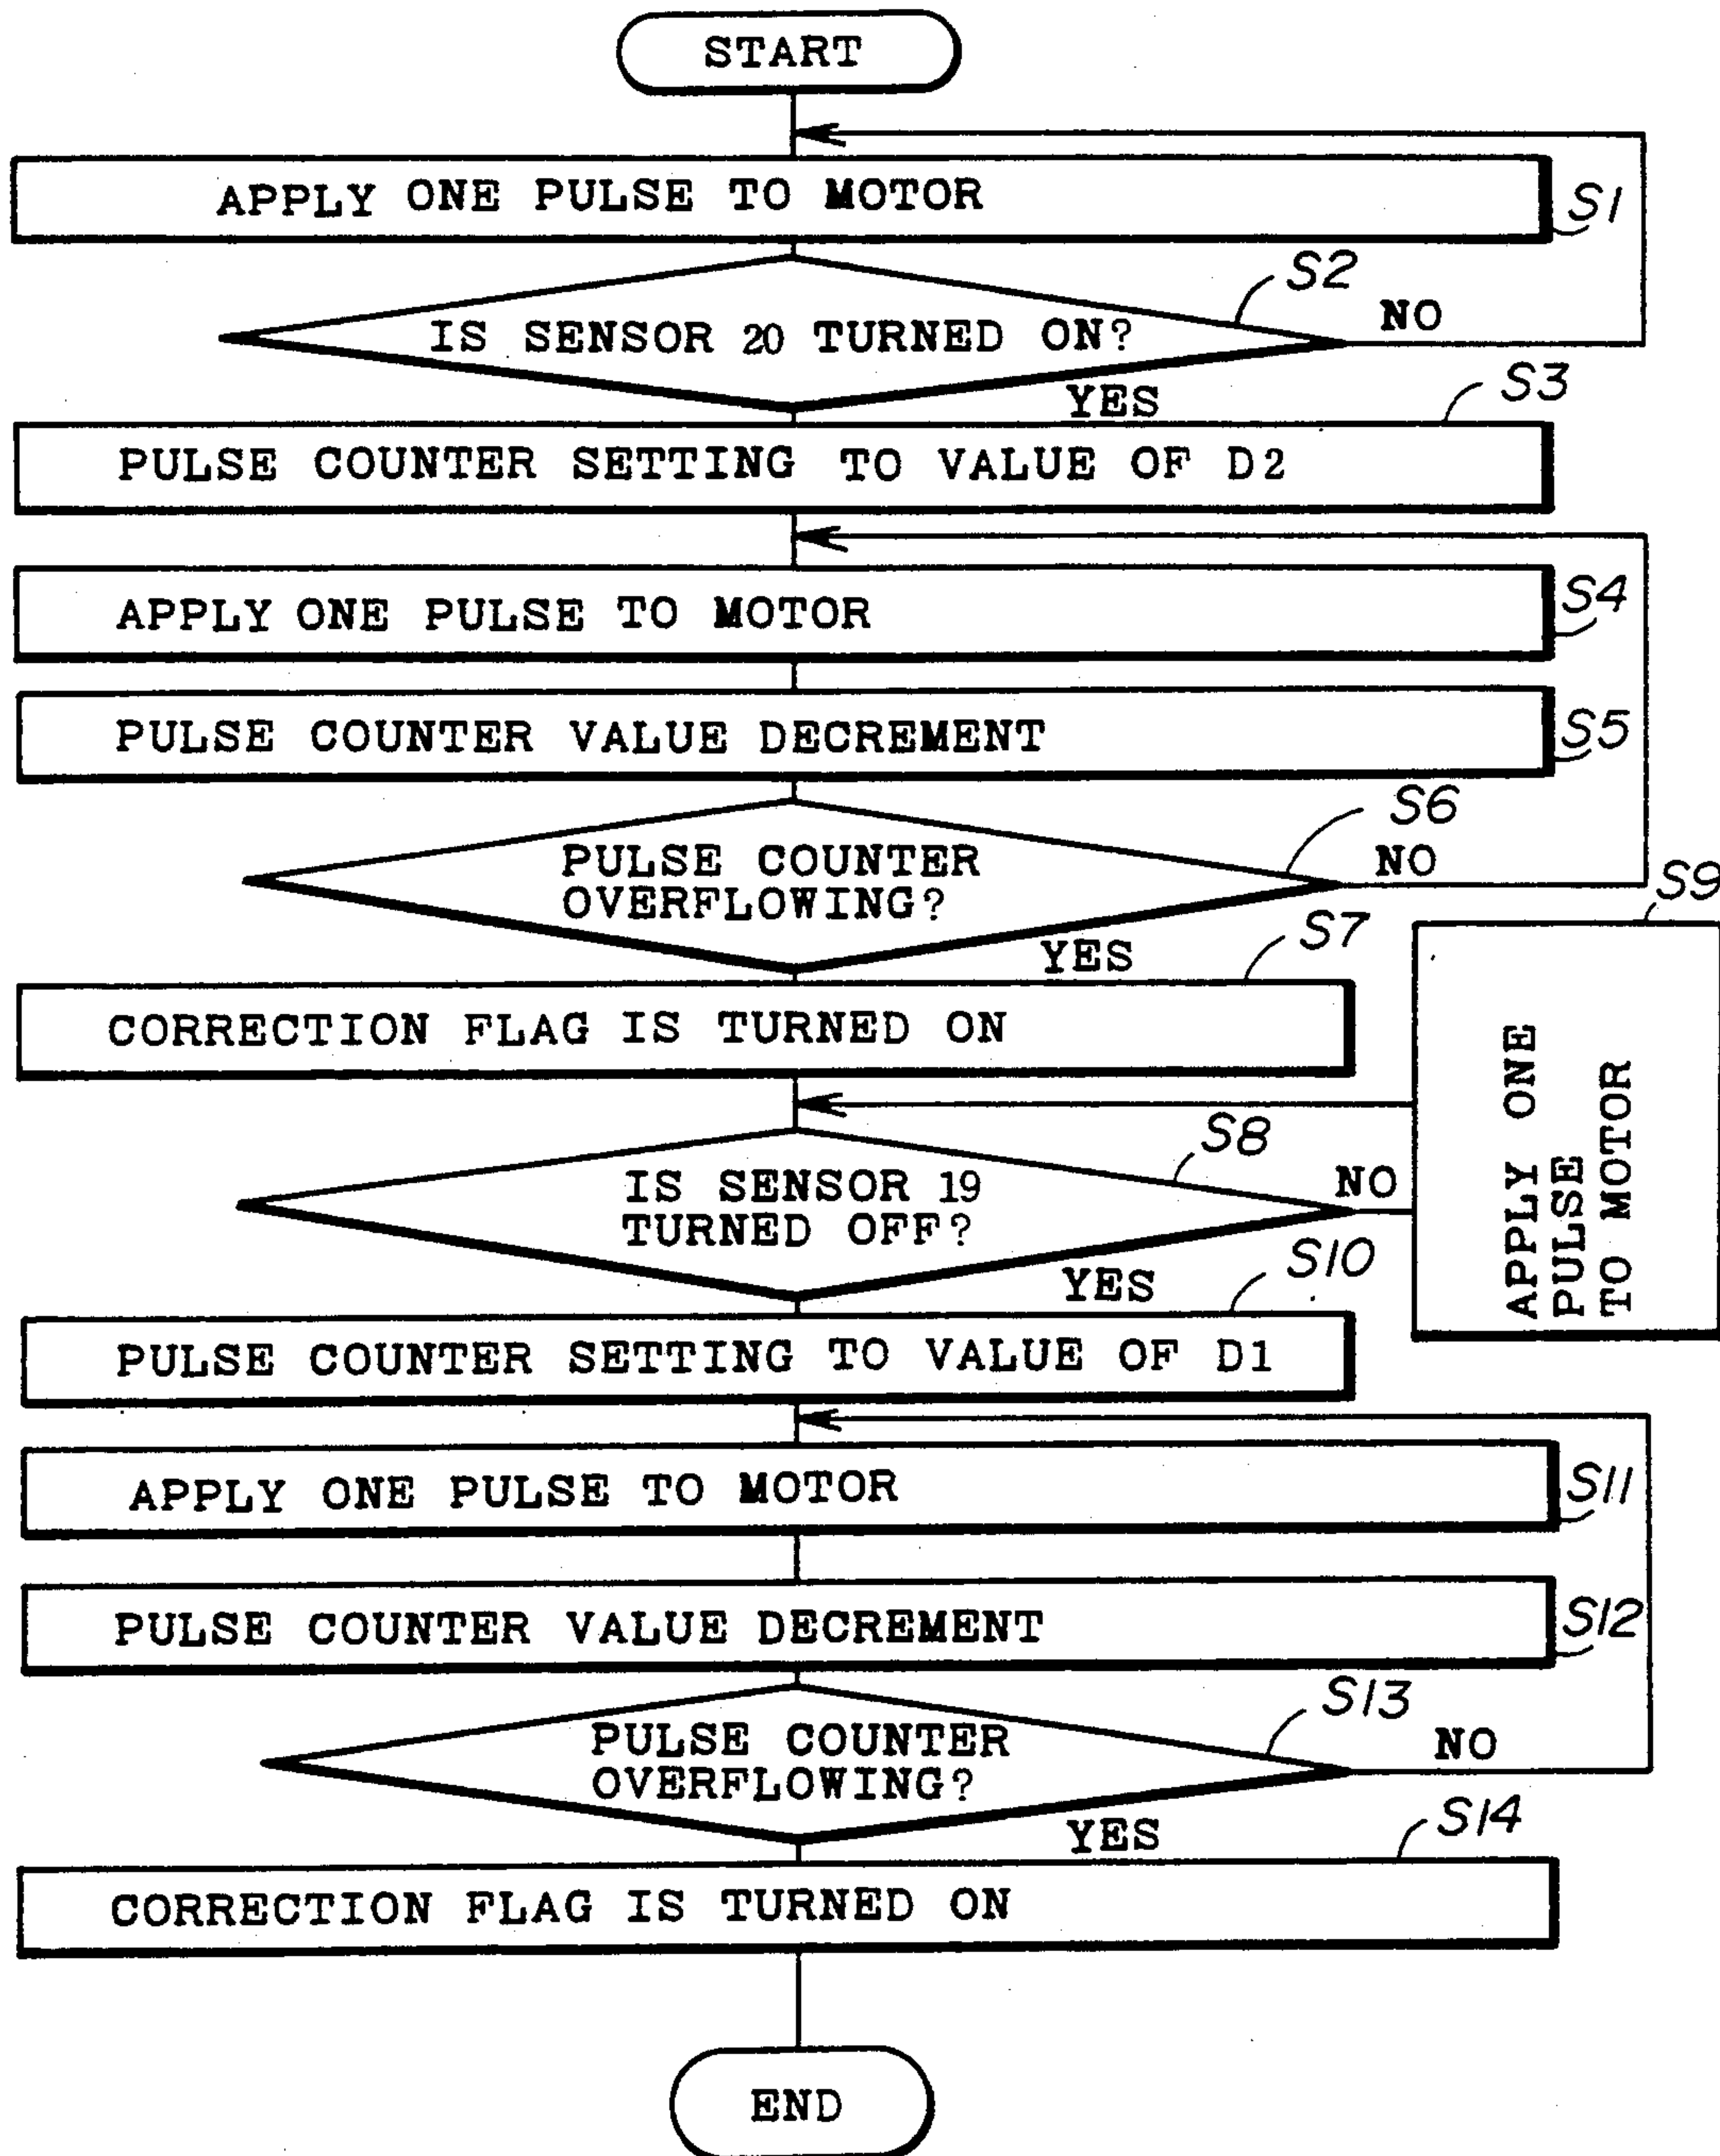 START
APPLY ONE PULSE TO MOTOR
S1
S2
IS SENSOR 20 TURNED ON?
NO
YES
S3
PULSE COUNTER SETTING TO VALUE OF D2
APPLY ONE PULSE TO MOTOR
S4
PULSE COUNTER VALUE DECREMENT
S5
S6
PULSE COUNTER
OVERFLOWING?
NO
YES
S7
CORRECTION FLAG IS TURNED ON
S9
APPLY ONE
PULSE
TO MOTOR
S8
IS SENSOR 19
TURNED OFF?
NO
YES
S10
PULSE COUNTER SETTING TO VALUE OF D1
APPLY ONE PULSE TO MOTOR
S11
PULSE COUNTER VALUE DECREMENT
S12
S13
PULSE COUNTER
OVERFLOWING?
NO
YES
S14
CORRECTION FLAG IS TURNED ON
END